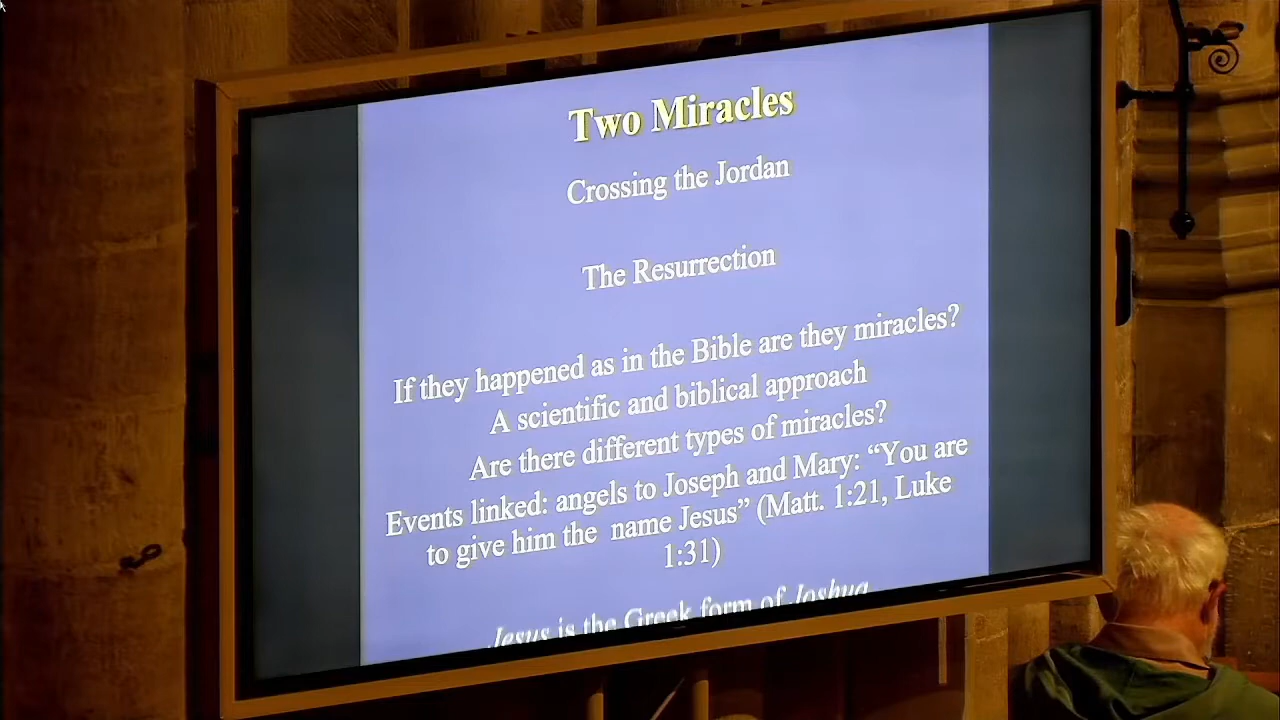 Two Miracles
Crossing the Jordan
The Resurrection
If they happened as in the Bible are they miracles?
A scientific and biblical approach
Are there different types of miracles?
Events linked: angels to Joseph and Mary: “You are
to give him the name Jesus” (Matt. 1:21, Luke
1:31)
Jesus is the Greek form of Joshua